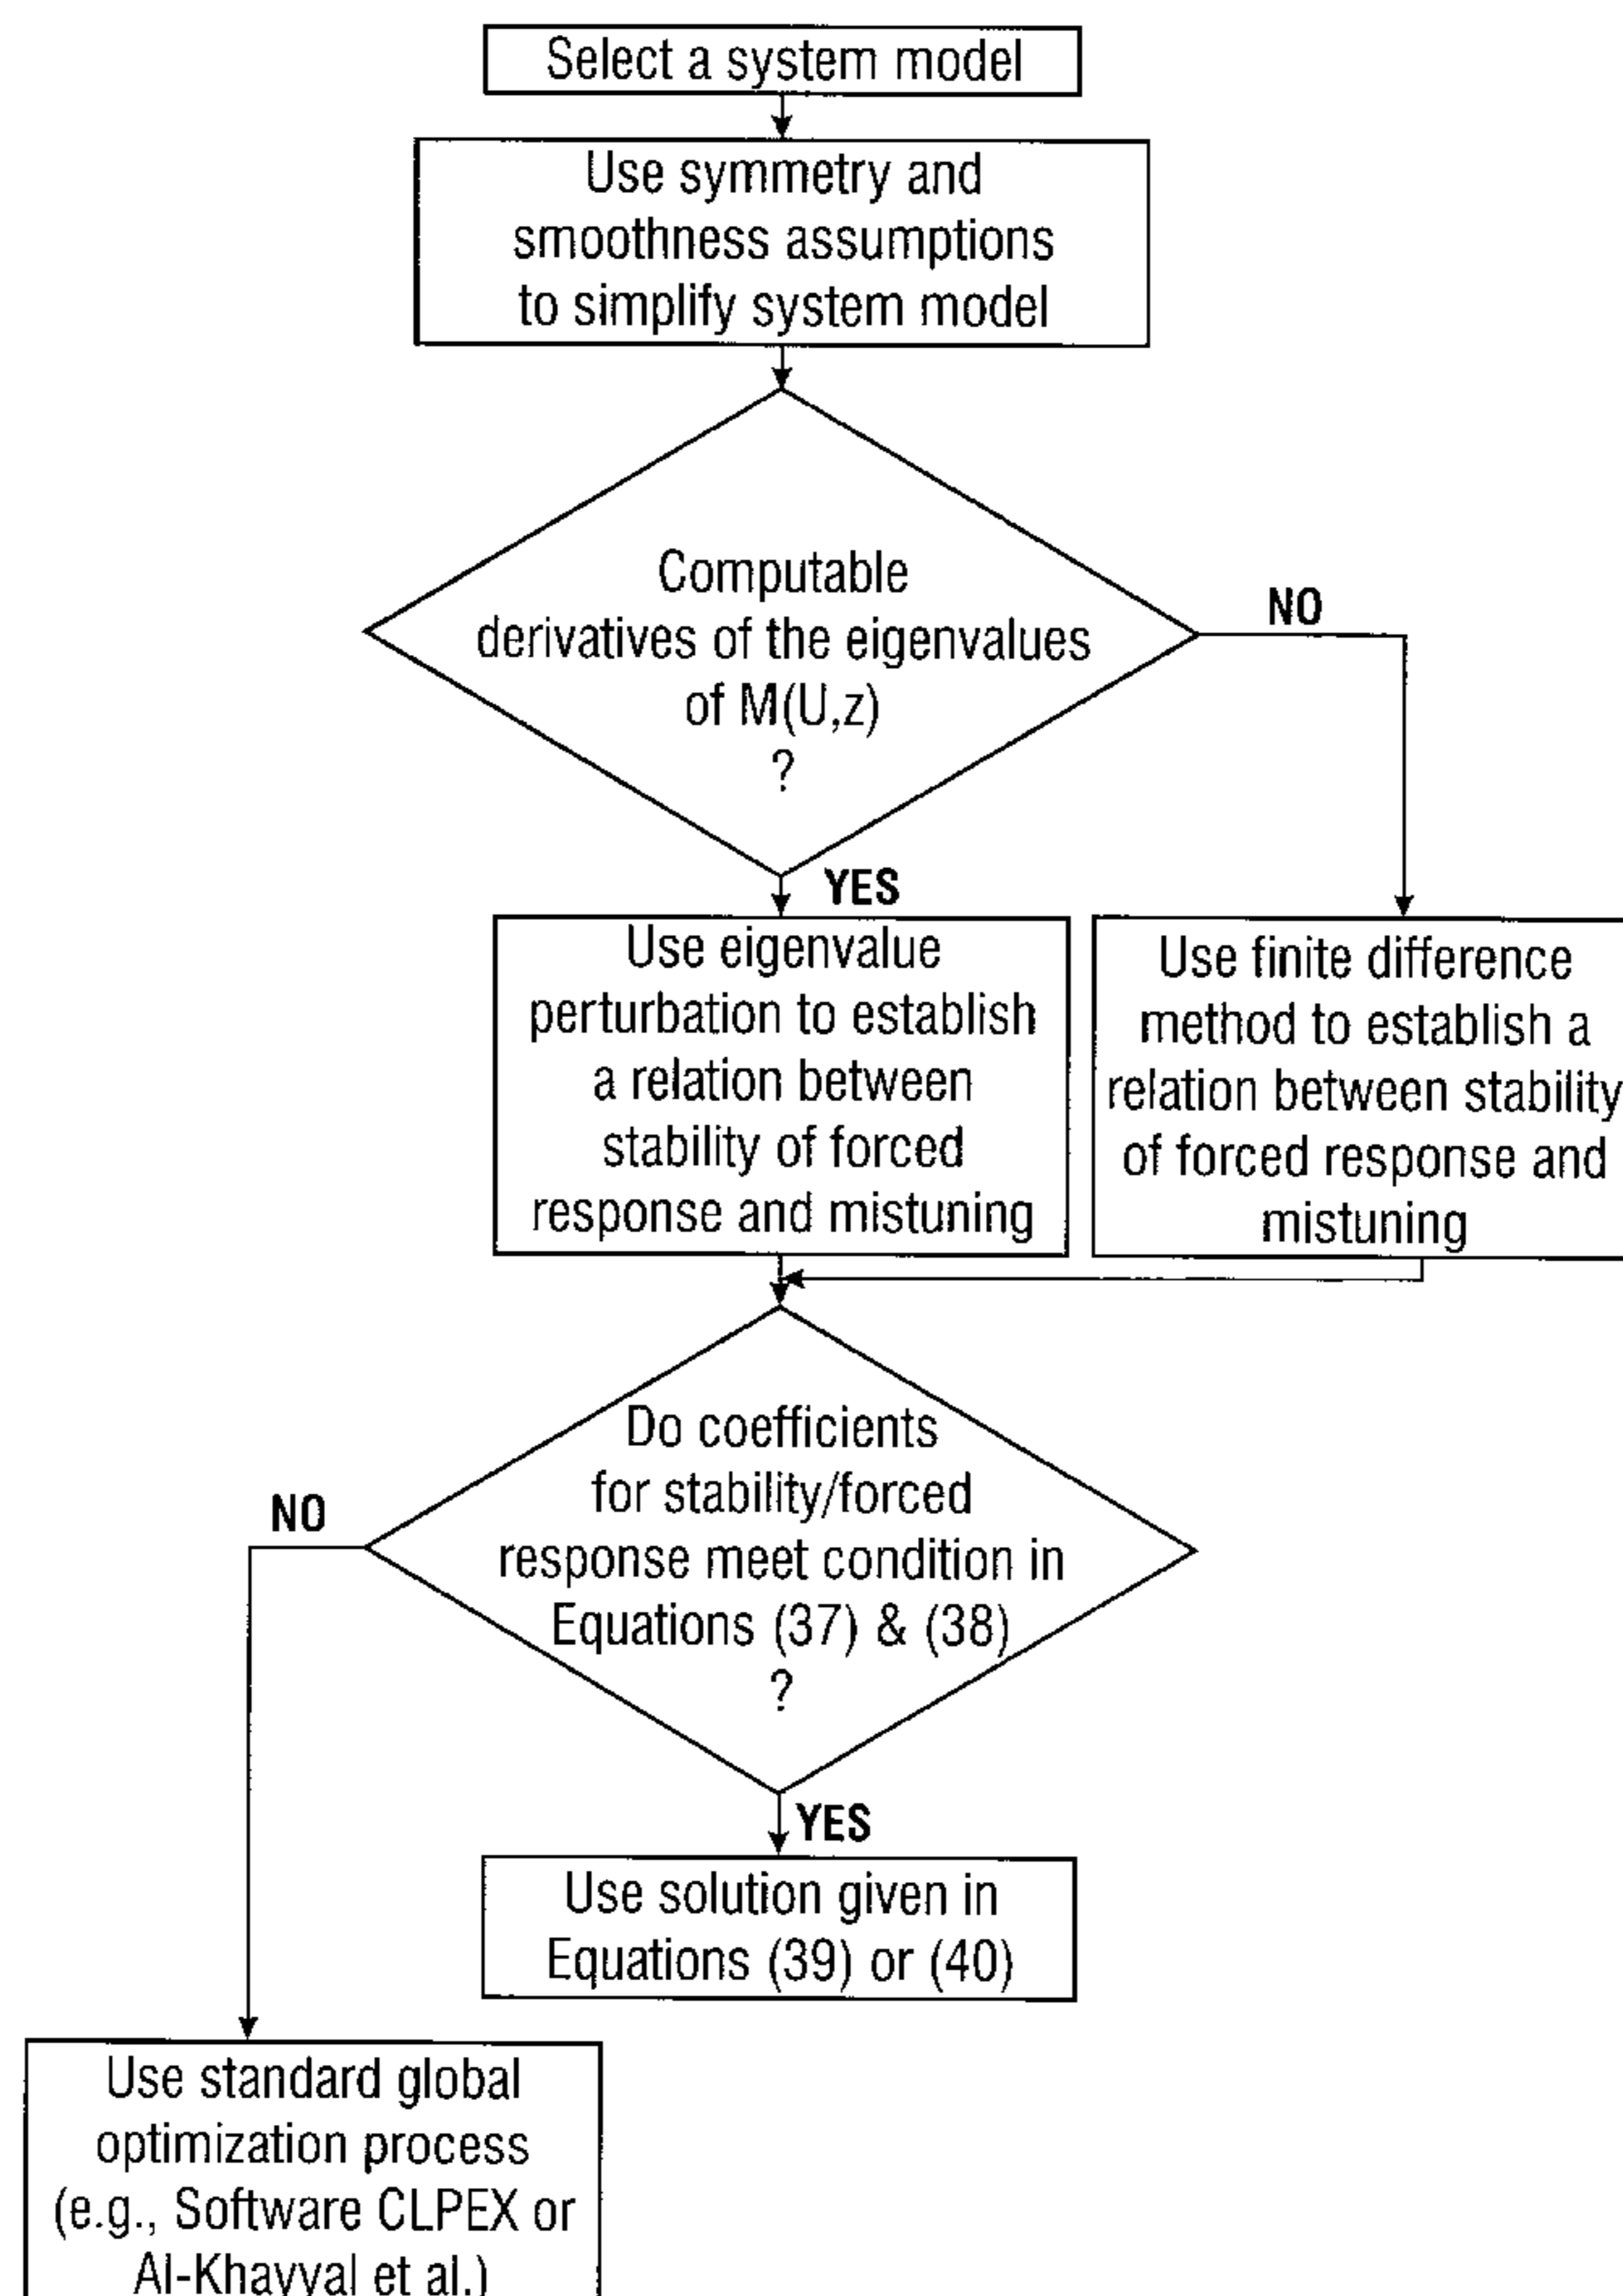 Select a system model
Use symmetry and
smoothness assumptions
to simplify system model
Computable
derivatives of the eigenvalues
of M(U,z)
?
NO
YES
Use eigenvalue
perturbation to establish
a relation between
stability of forced
response and mistuning
Use finite difference
method to establish a
relation between stability
of forced response and
mistuning
Do coefficients
for stability/forced
response meet condition in
Equations (37) & (38)
?
NO
YES
Use solution given in
Equations (39) or (40)
Use standard global
optimization process
(e.g., Software CLPEX or
Al-Khayyal et al.)